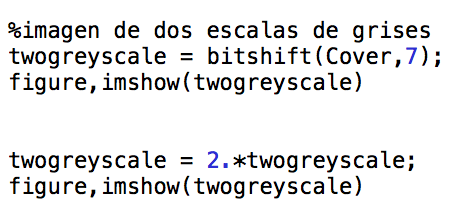 %imagen de dos escalas de grises
twogreyscale = bitshift(Cover,7);
figure,imshow(twogreyscale)
twogreyscale = 2.*twogreyscale;
figure,imshow(twogreyscale)